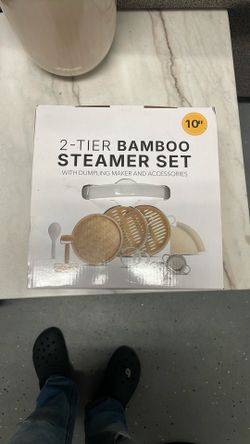 10"
2-TIER BAMBOO
STEAMER SET
WITH DUMPLING MAKER AND ACCESSORIES